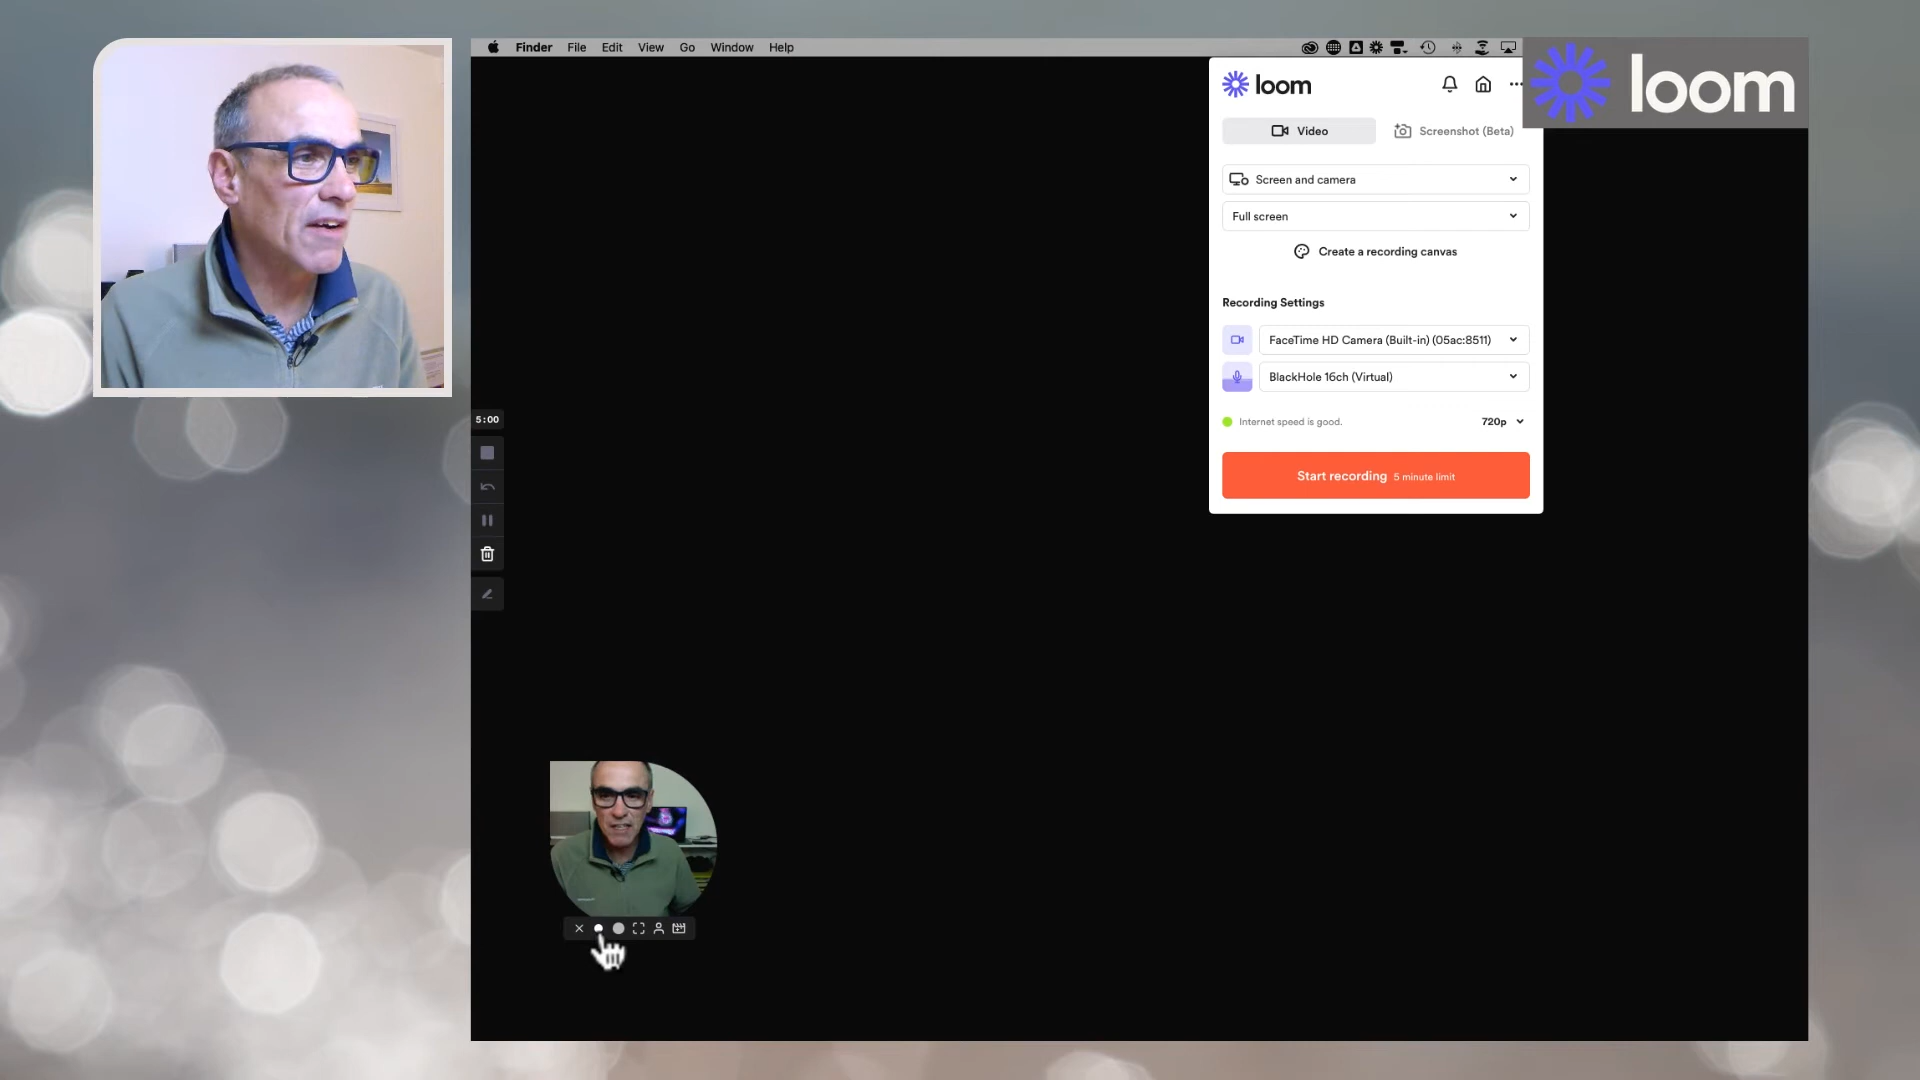 Finder File Edit View Go Window Help
loom
loom
Video
Screenshot (Beta)
Screen and camera
Full screen
Create a recording canvas
Recording Settings
FaceTime HD Camera (Built-in) (05ac:8511)
BlackHole 16ch (Virtual)
Internet speed is good.
720p
Start recording 5 minute limit
5:00